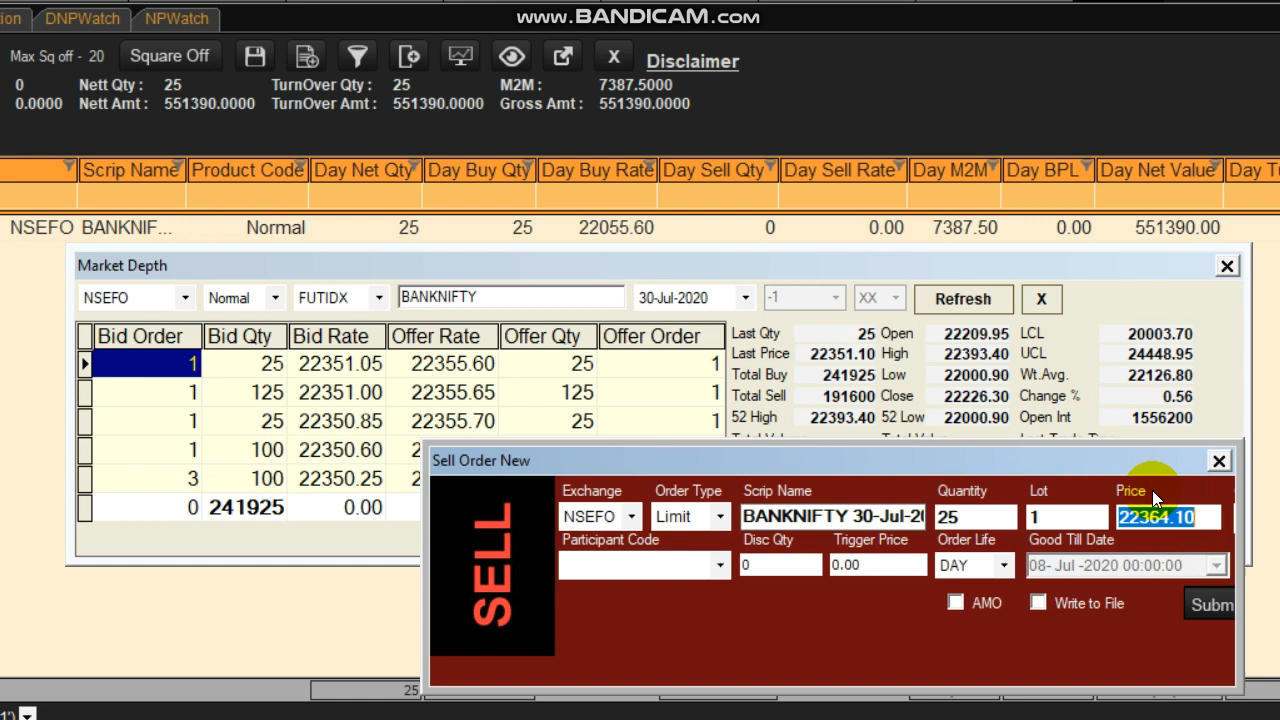 www.BANDICAM.com
ion DNPWatch NPWatch
Max Sq off - 20 Square Off X Disclaimer
0 Nett Qty : 25 TurnOver Qty : 25 M2M : 7387.5000
0.0000 Nett Amt : 551390.0000 TurnOver Amt : 551390.0000 Gross Amt : 551390.0000
Scrip Name Product Code Day Net Qty Day Buy Qty Day Buy Rate Day Sell Qty Day Sell Rate Day M2M Day BPL Day Net Value Day T
NSEFO BANKNIF... Normal 25 25 22055.60 0 0.00 7387.50 0.00 551390.00
Market Depth
NSEFO Normal FUTIDX BANKNIFTY 30-Jul-2020 -1 XX Refresh X
Bid Order Bid Qty Bid Rate Offer Rate Offer Qty Offer Order
1 25 22351.05 22355.60 25 1
1 125 22351.00 22355.65 125 1
1 25 22350.85 22355.70 25 1
1 100 22350.60 2
3 100 22350.25 2
0 241925 0.00
Last Qty 25 Open 22209.95 LCL 20003.70
Last Price 22351.10 High 22393.40 UCL 24448.95
Total Buy 241925 Low 22000.90 Wt.Avg. 22126.80
Total Sell 191600 Close 22226.30 Change % 0.56
52 High 22393.40 52 Low 22000.90 Open Int 1556200
Sell Order New
SELL
Exchange Order Type Scrip Name Quantity Lot Price
NSEFO Limit BANKNIFTY 30-Jul-20 25 1 22364.10
Participant Code Disc Qty Trigger Price Order Life Good Till Date
0 0.00 DAY 08- Jul -2020 00:00:00
AMO Write to File Subm
25
1')